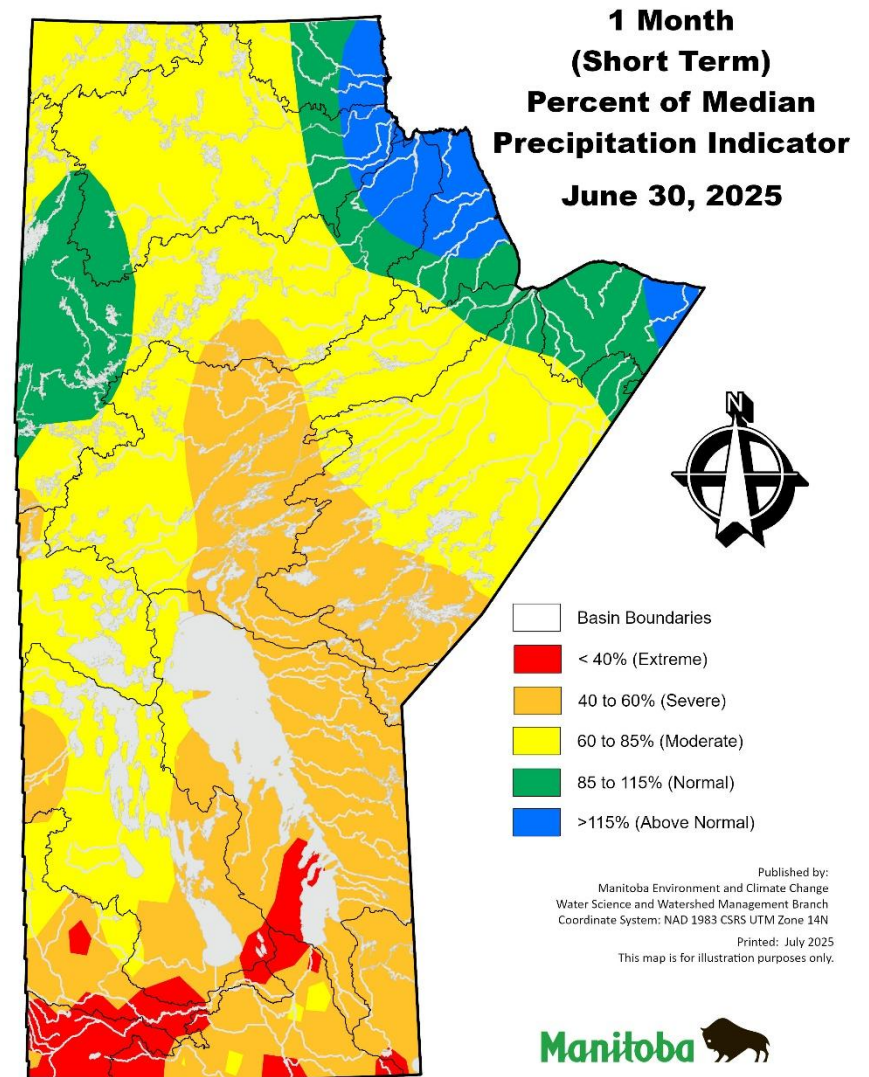 1 Month
(Short Term)
Percent of Median
Precipitation Indicator
June 30, 2025
N
Basin Boundaries
< 40% (Extreme)
40 to 60% (Severe)
60 to 85% (Moderate)
85 to 115% (Normal)
>115% (Above Normal)
Published by:
Manitoba Environment and Climate Change
Water Science and Watershed Management Branch
Coordinate System: NAD 1983 CSRS UTM Zone 14N
Printed: July 2025
This map is for illustration purposes only.
Manitoba